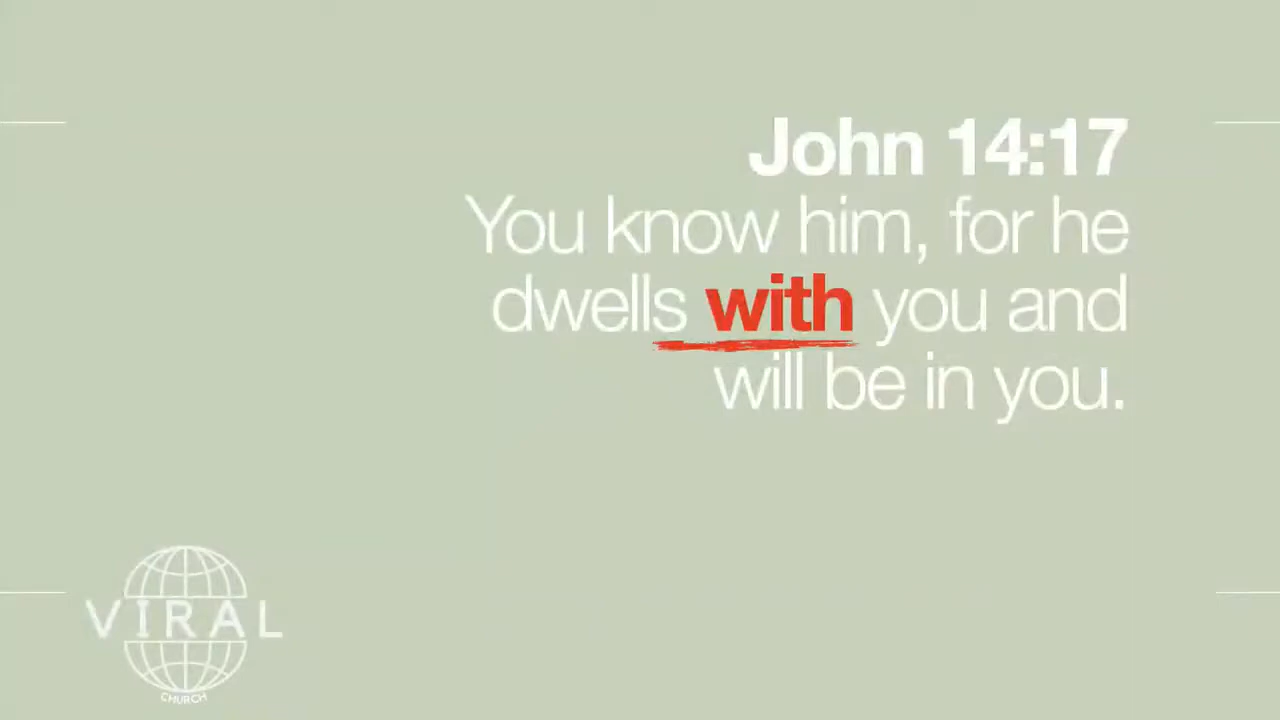 John 14:17
You know him, for he
dwells with you and
will be in you.
VIRAL
CHURCH